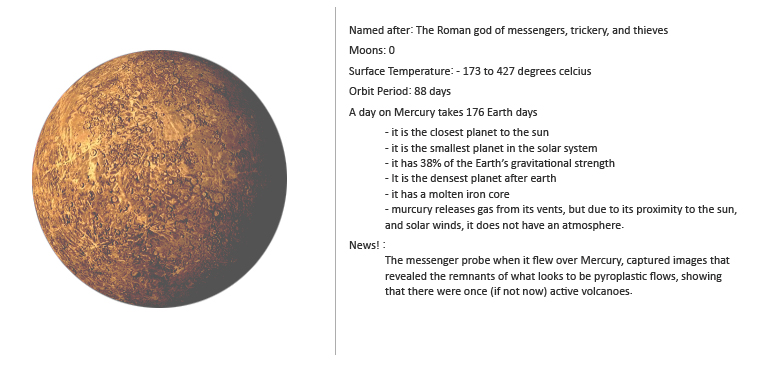 Named after: The Roman god of messengers, trickery, and thieves
Moons: 0
Surface Temperature: - 173 to 427 degrees celcius
Orbit Period: 88 days
A day on Mercury takes 176 Earth days
- it is the closest planet to the sun
- it is the smallest planet in the solar system
- it has 38% of the Earth's gravitational strength
- It is the densest planet after earth
- it has a molten iron core
- murcury releases gas from its vents, but due to its proximity to the sun,
and solar winds, it does not have an atmosphere.
News! :
The messenger probe when it flew over Mercury, captured images that
revealed the remnants of what looks to be pyroplastic flows, showing
that there were once (if not now) active volcanoes.